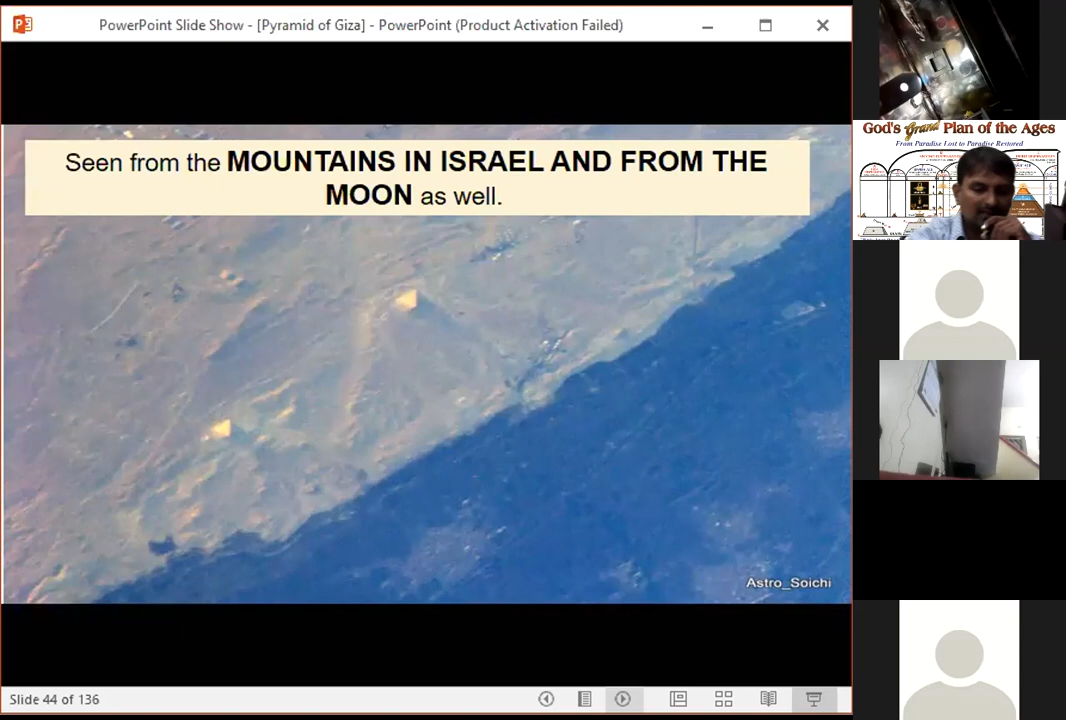 PowerPoint Slide Show - [Pyramid of Giza] - PowerPoint (Product Activation Failed)
Seen from the MOUNTAINS IN ISRAEL AND FROM THE
MOON as well.
Astro_Soichi
Slide 44 of 136
God's Grand Plan of the Ages
From Paradise Lost to Paradise Restored